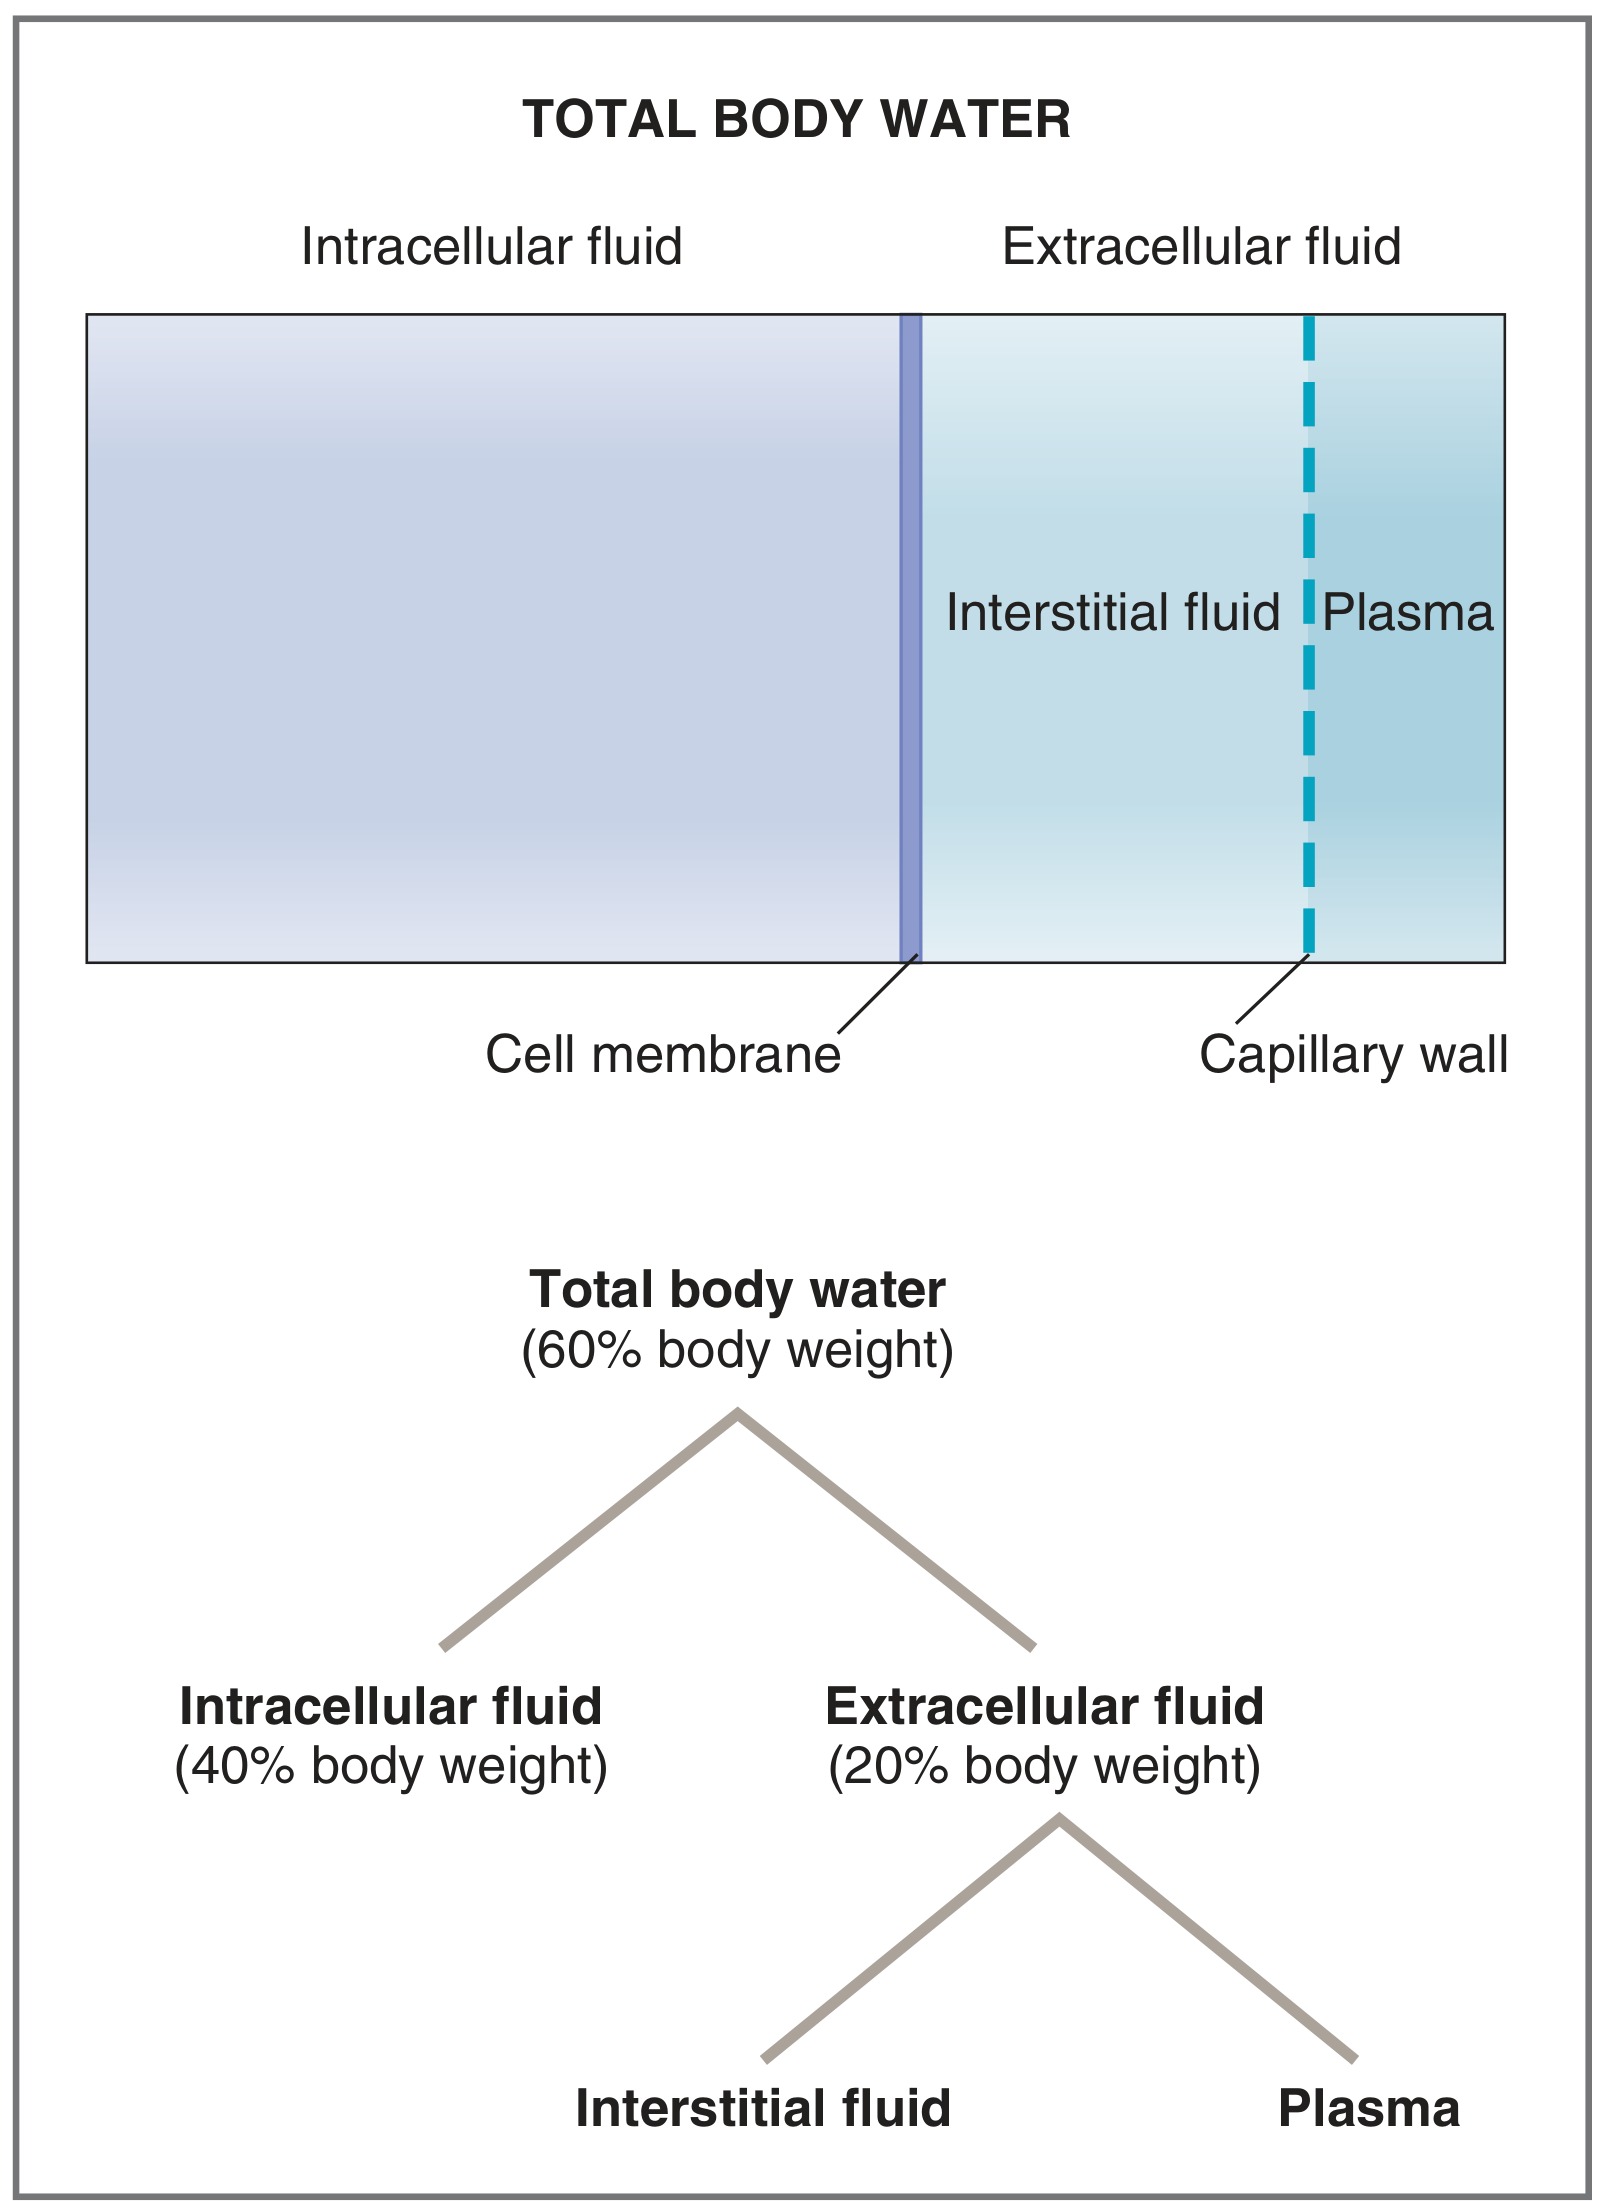 TOTAL BODY WATER
Intracellular fluid
Extracellular fluid
Interstitial fluid
Plasma
Cell membrane
Capillary wall
Total body water
(60% body weight)
Intracellular fluid
(40% body weight)
Extracellular fluid
(20% body weight)
Interstitial fluid
Plasma